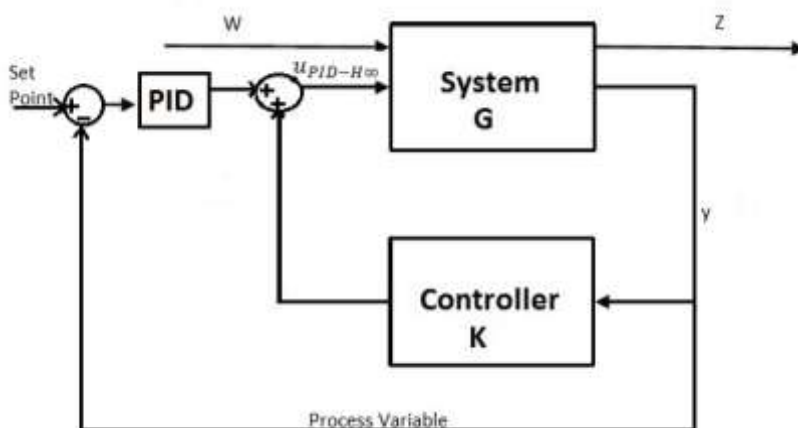 W
Z
u_{PID-H∞}
Set
Point
+
-
PID
+
+
System
G
y
Controller
K
Process Variable